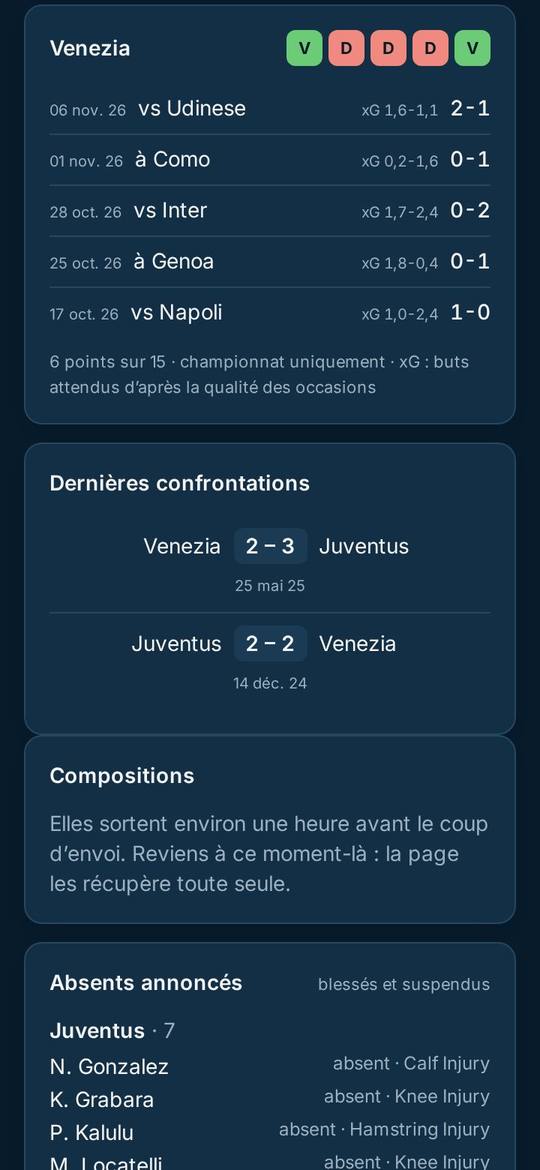 Venezia V D D D V
06 nov. 26 vs Udinese xG 1,6-1,1 2-1
01 nov. 26 à Como xG 0,2-1,6 0-1
28 oct. 26 vs Inter xG 1,7-2,4 0-2
25 oct. 26 à Genoa xG 1,8-0,4 0-1
17 oct. 26 vs Napoli xG 1,0-2,4 1-0
6 points sur 15 · championnat uniquement · xG : buts
attendus d’après la qualité des occasions
Dernières confrontations
Venezia 2 – 3 Juventus
25 mai 25
Juventus 2 – 2 Venezia
14 déc. 24
Compositions
Elles sortent environ une heure avant le coup
d’envoi. Reviens à ce moment-là : la page
les récupère toute seule.
Absents annoncés blessés et suspendus
Juventus · 7
N. Gonzalez absent · Calf Injury
K. Grabara absent · Knee Injury
P. Kalulu absent · Hamstring Injury
M. Locatelli absent · Knee Injury